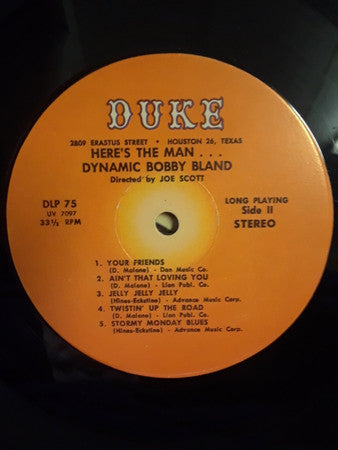 DUKE
2809 ERASTUS STREET • HOUSTON 26, TEXAS
HERE'S THE MAN . . .
DYNAMIC BOBBY BLAND
Directed by JOE SCOTT
DLP 75
UV 7097
33⅓ RPM
LONG PLAYING
Side II
STEREO
1. YOUR FRIENDS
(D. Malone) - Don Music Co.
2. AIN'T THAT LOVING YOU
(D. Malone) - Lion Publ. Co.
3. JELLY JELLY JELLY
(Hines-Eckstine) - Advance Music Corp.
4. TWISTIN' UP THE ROAD
(D. Malone) - Lion Publ. Co.
5. STORMY MONDAY BLUES
(Hines-Eckstine) - Advance Music Corp.